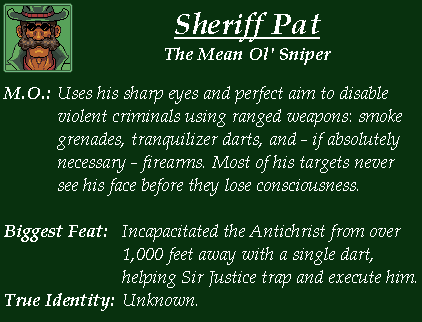 Sheriff Pat
The Mean Ol' Sniper
M.O.: Uses his sharp eyes and perfect aim to disable
violent criminals using ranged weapons: smoke
grenades, tranquilizer darts, and - if absolutely
necessary - firearms. Most of his targets never
see his face before they lose consciousness.
Biggest Feat: Incapacitated the Antichrist from over
1,000 feet away with a single dart,
helping Sir Justice trap and execute him.
True Identity: Unknown.